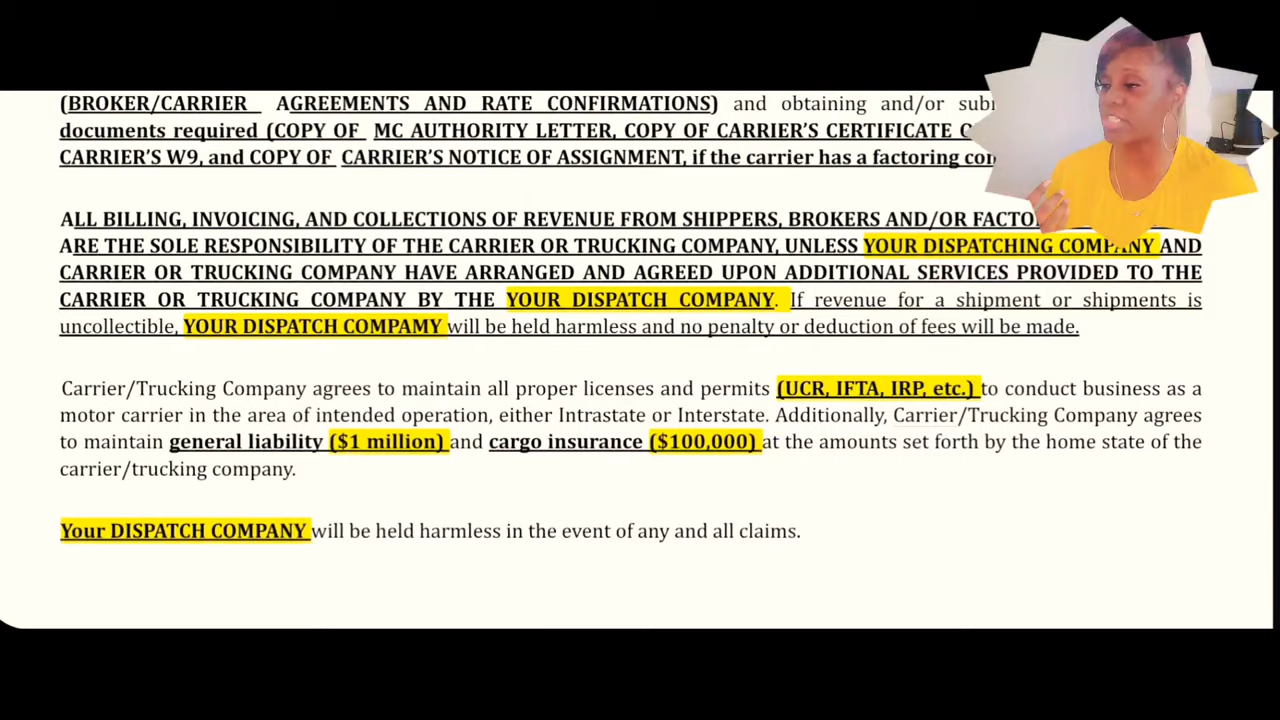 (BROKER/CARRIER AGREEMENTS AND RATE CONFIRMATIONS) and obtaining and/or
documents required (COPY OF MC AUTHORITY LETTER, COPY OF CARRIER'S CERTIFICATE
CARRIER'S W9, and COPY OF CARRIER'S NOTICE OF ASSIGNMENT, if the carrier has a factoring
ALL BILLING, INVOICING, AND COLLECTIONS OF REVENUE FROM SHIPPERS, BROKERS AND/OR
ARE THE SOLE RESPONSIBILITY OF THE CARRIER OR TRUCKING COMPANY, UNLESS YOUR DISPATCHING COMPANY AND
CARRIER OR TRUCKING COMPANY HAVE ARRANGED AND AGREED UPON ADDITIONAL SERVICES PROVIDED TO THE
CARRIER OR TRUCKING COMPANY BY THE YOUR DISPATCH COMPANY. If revenue for a shipment or shipments is
uncollectible, YOUR DISPATCH COMPAMY will be held harmless and no penalty or deduction of fees will be made.
Carrier/Trucking Company agrees to maintain all proper licenses and permits (UCR, IFTA, IRP, etc.) to conduct business as a
motor carrier in the area of intended operation, either Intrastate or Interstate. Additionally, Carrier/Trucking Company agrees
to maintain general liability ($1 million) and cargo insurance ($100,000) at the amounts set forth by the home state of the
carrier/trucking company.
Your DISPATCH COMPANY will be held harmless in the event of any and all claims.